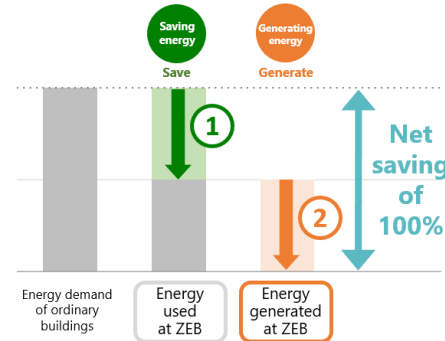 Saving
energy
Generating
energy
Save
Generate
1
2
Net
saving
of
100%
Energy demand
of ordinary
buildings
Energy
used
at ZEB
Energy
generated
at ZEB